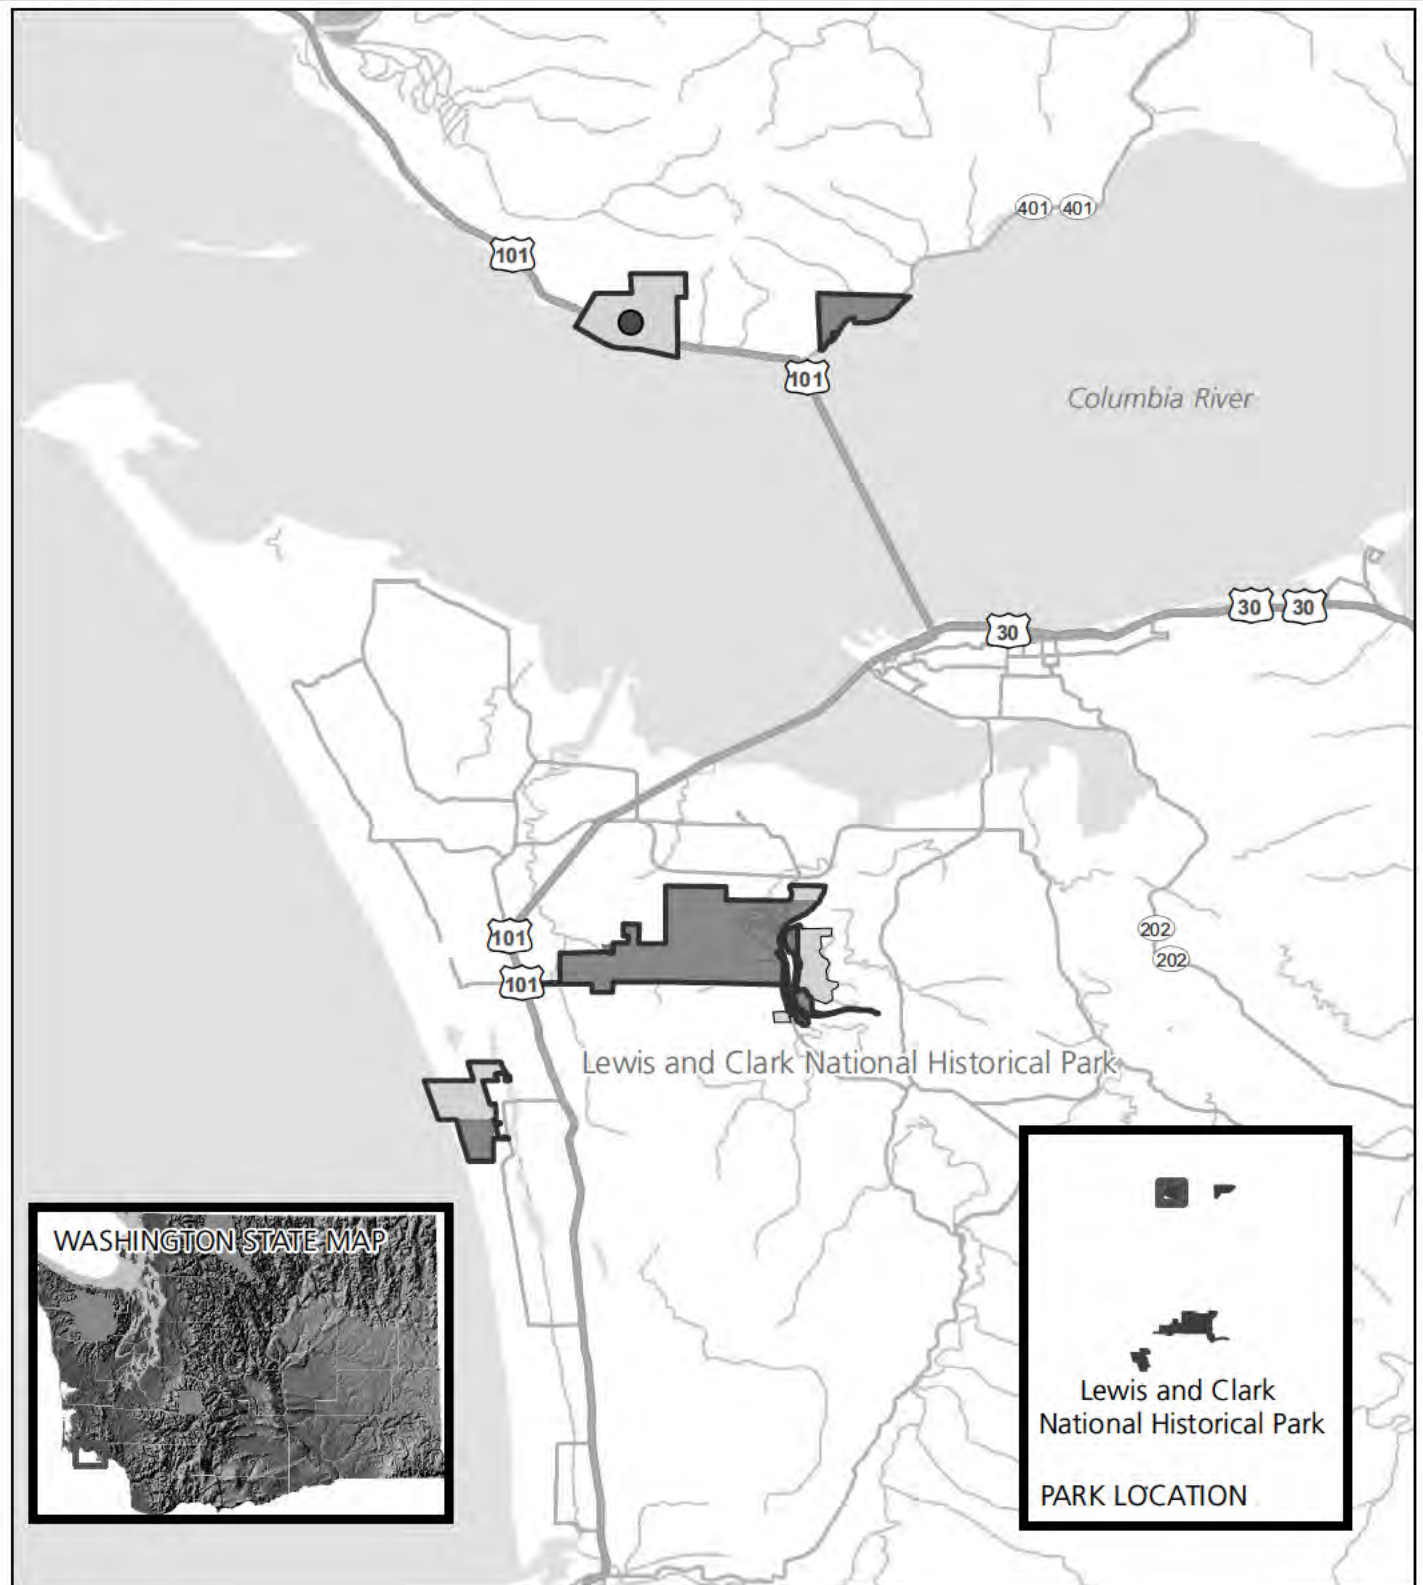 401 401
101
101
Columbia River
30 30
30
101
202
101
202
Lewis and Clark National Historical Park
WASHINGTON STATE MAP
Lewis and Clark
National Historical Park
PARK LOCATION